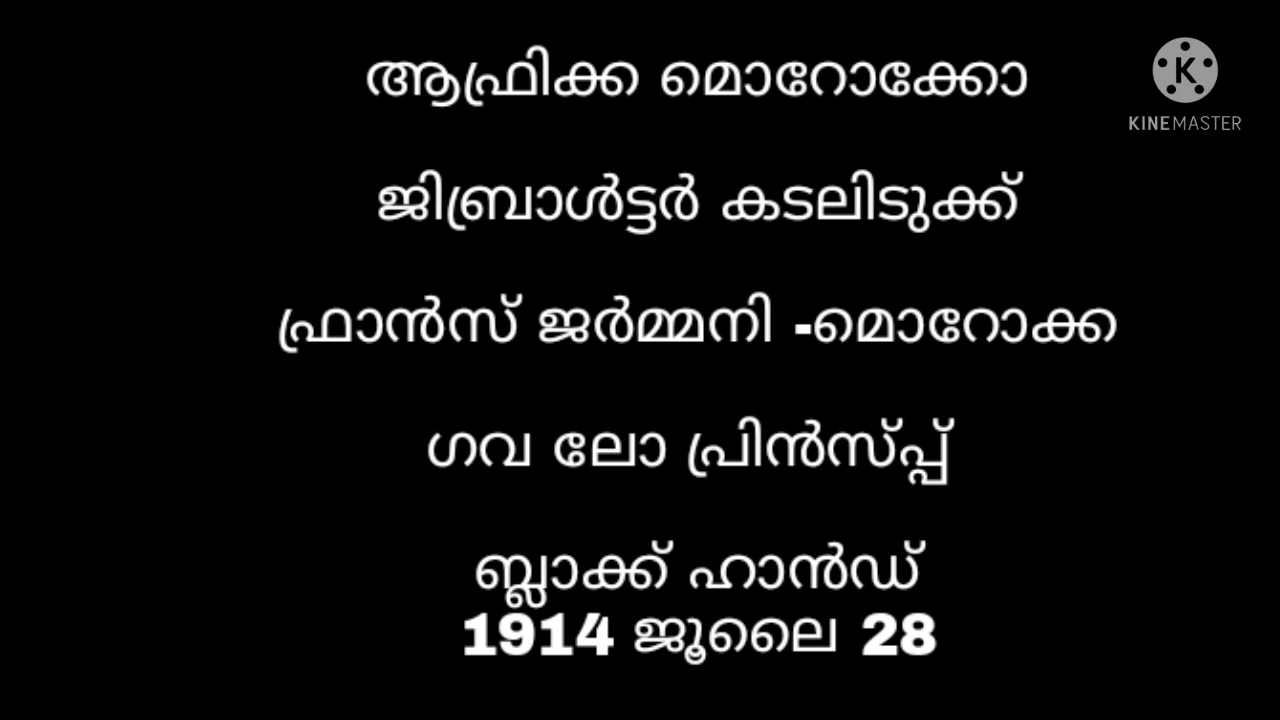 ആഫ്രിക്ക മൊറോക്കോ
KINEMASTER
ജിബ്രാൾട്ടർ കടലിടുക്ക്
ഫ്രാൻസ് ജർമ്മനി -മൊറോക്ക
ഗവ ലോ പ്രിൻസ്പ്പ്
ബ്ലാക്ക് ഹാൻഡ്
1914 ജൂലൈ 28